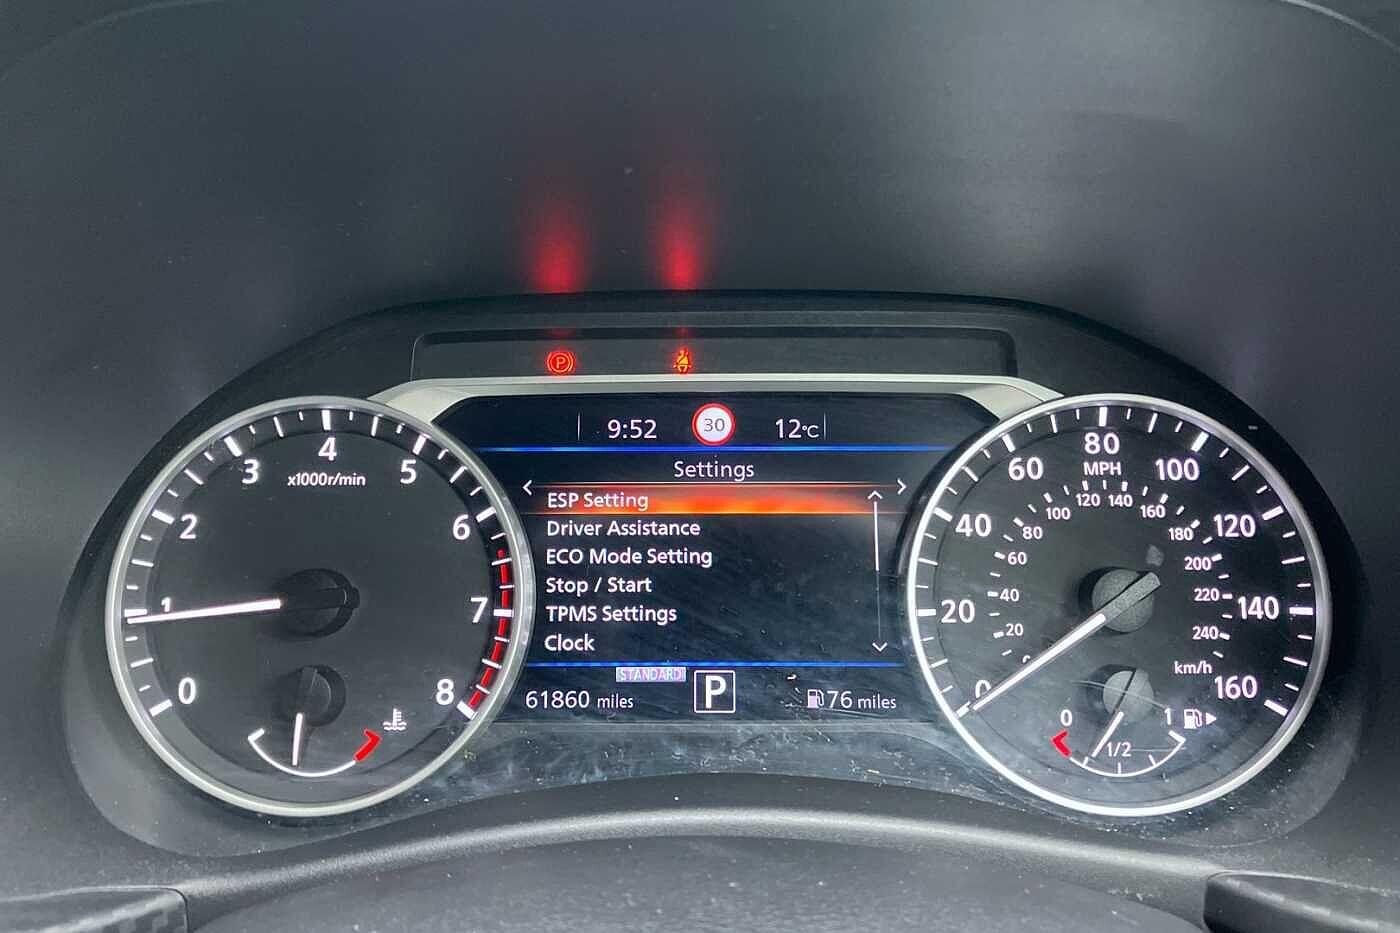 P
9:52 30 12°C
Settings
ESP Setting
Driver Assistance
ECO Mode Setting
Stop / Start
TPMS Settings
Clock
STANDARD
61860 miles P 76 miles
0 1 2 3 4 5 6 7 8
x1000r/min
0 20 40 60 80 100 120 140 160
MPH
0 20 40 60 80 100 120 140 160 180 200 220 240
km/h
0 1/2 1